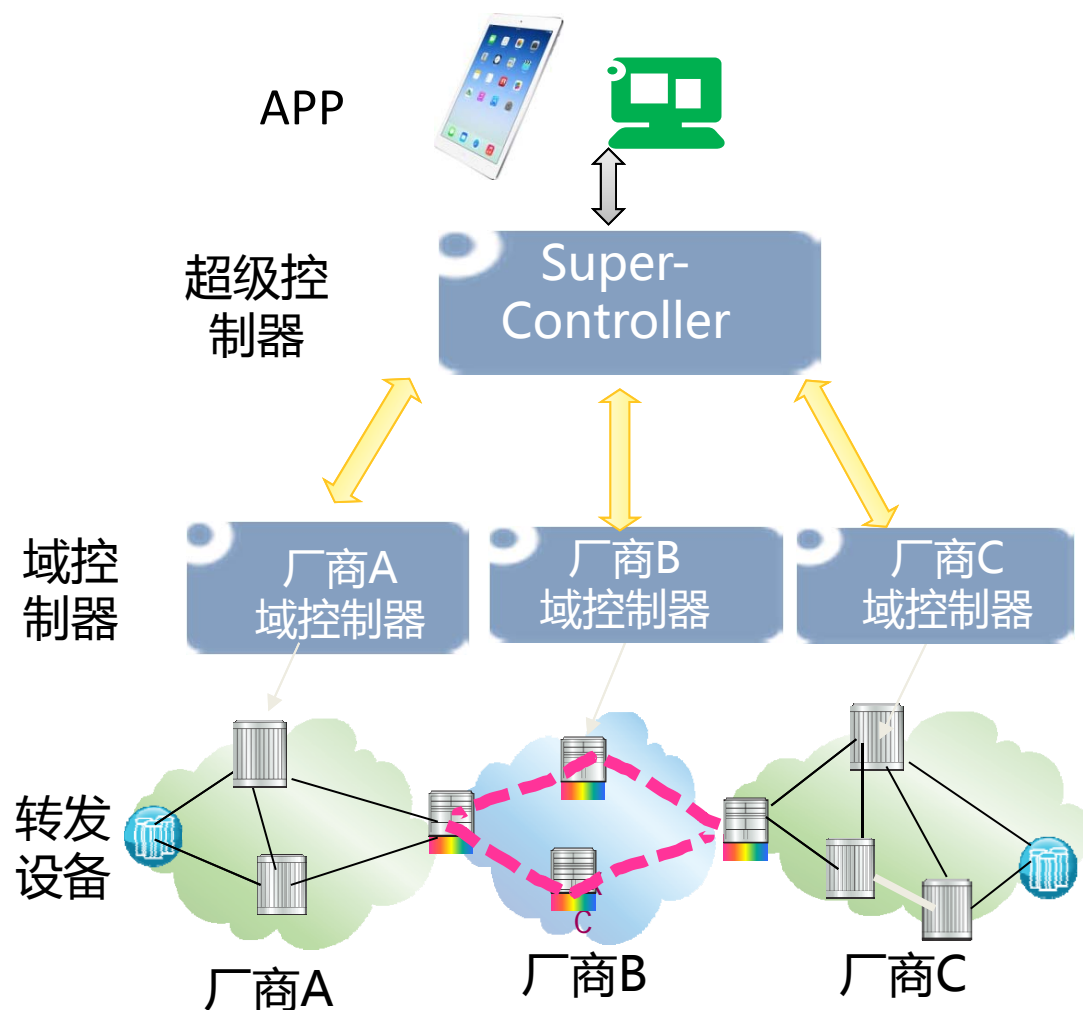 APP
超级控
制器
Super-
Controller
域控
制器
厂商A
域控制器
厂商B
域控制器
厂商C
域控制器
转发
设备
C
厂商A
厂商B
厂商C